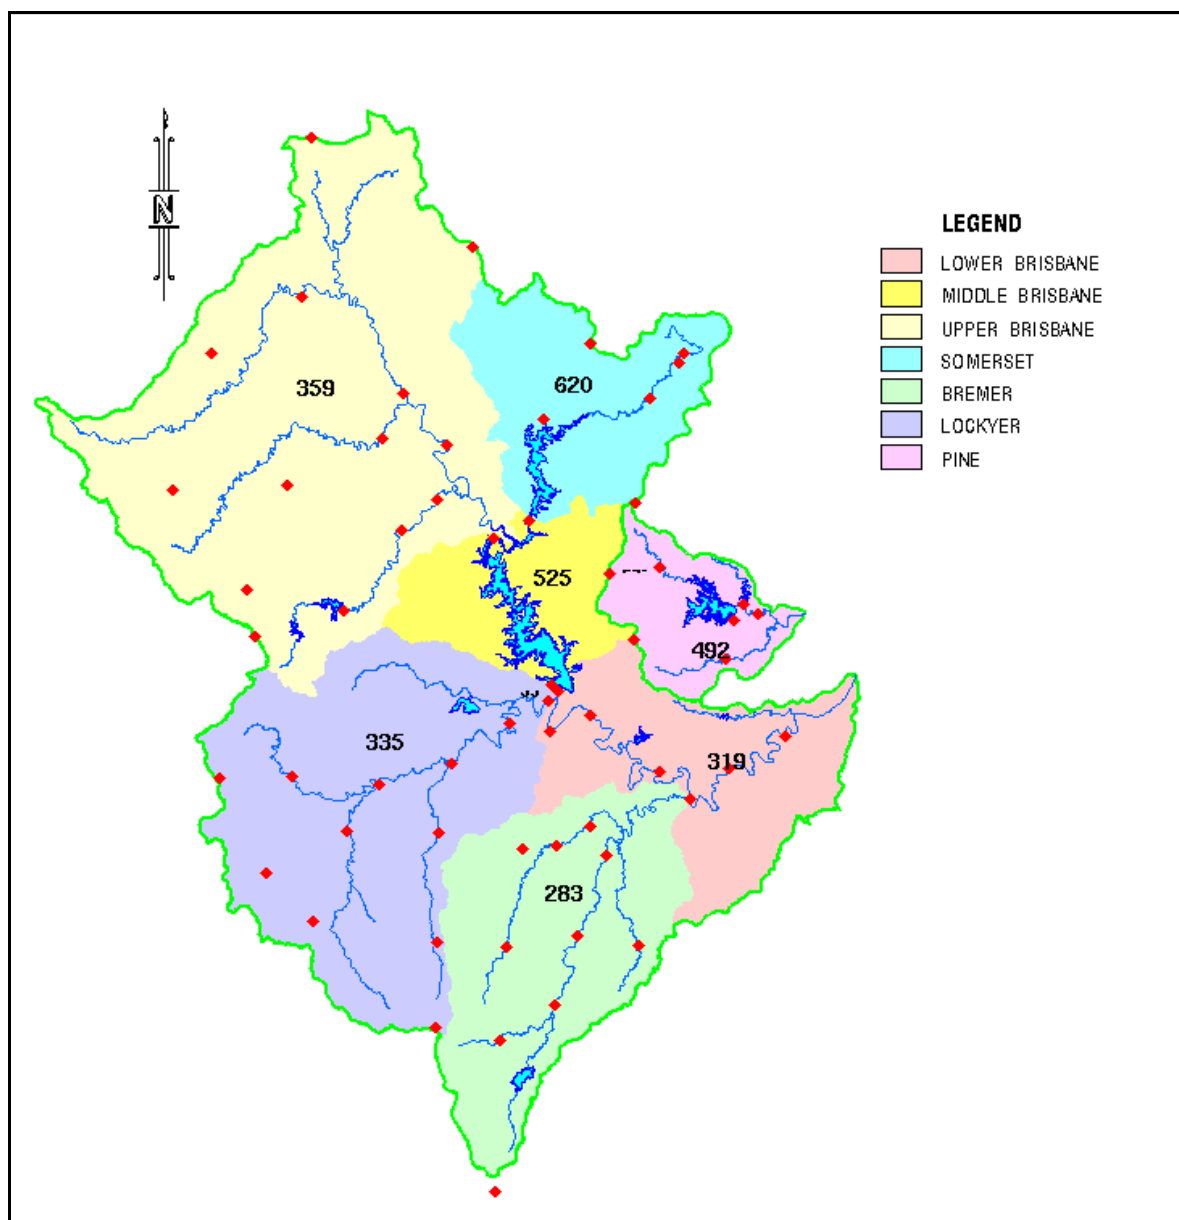 N
LEGEND
LOWER BRISBANE
MIDDLE BRISBANE
UPPER BRISBANE
SOMERSET
BREMER
LOCKYER
PINE
359
620
525
492
335
319
283